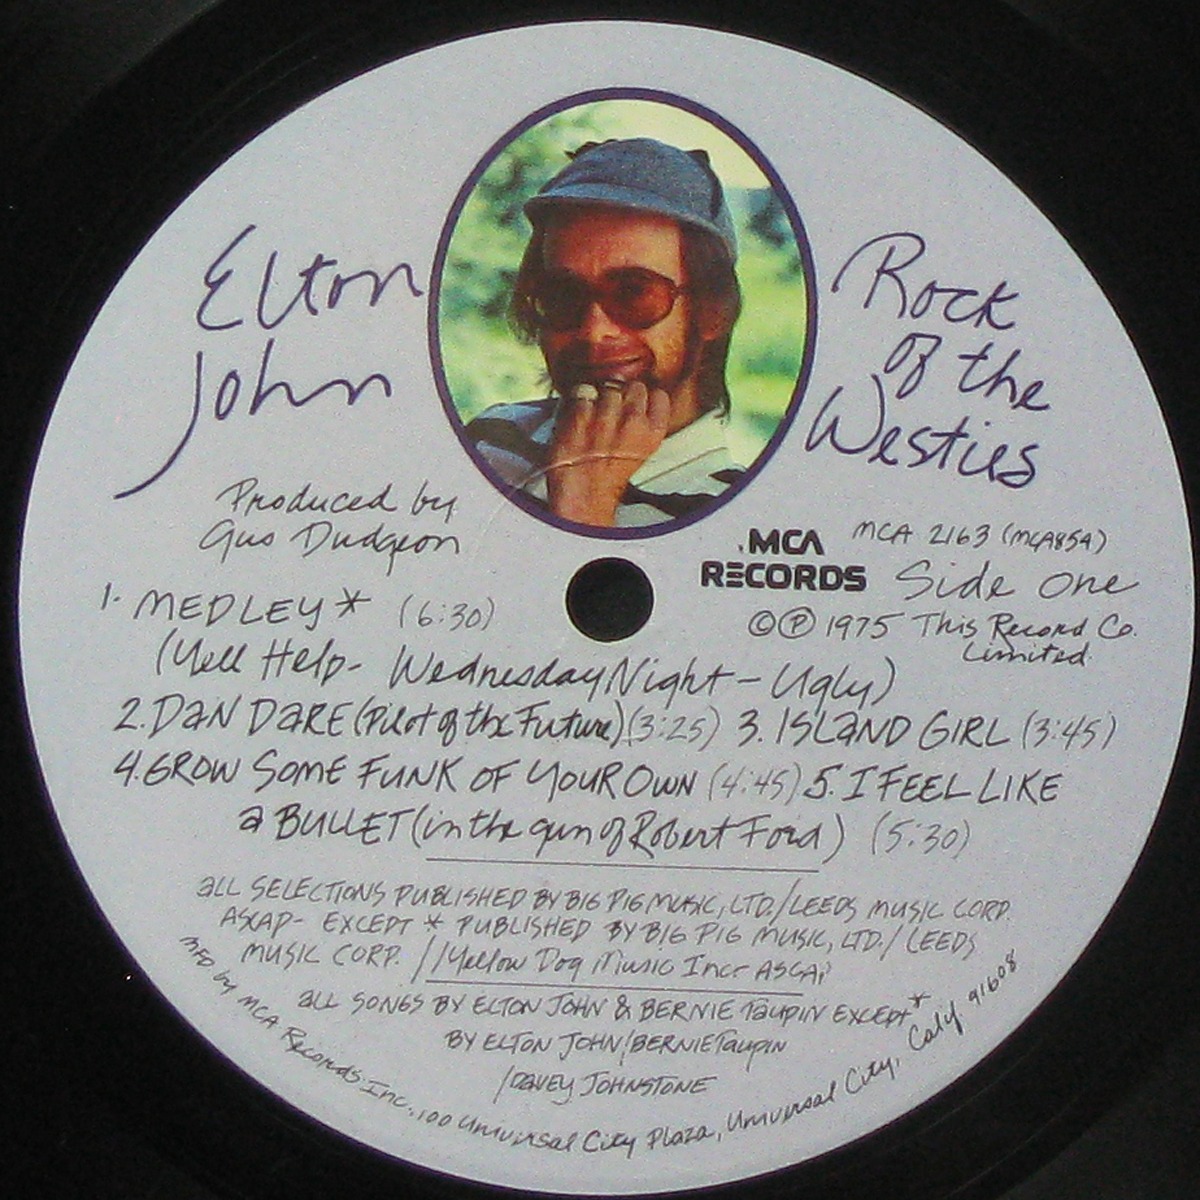 Elton
John
Rock
of the
Westies
Produced by
Gus Dudgeon
MCA
RECORDS
MCA 2163 (MCA854)
Side One
©℗ 1975 This Record Co.
Limited.
1. MEDLEY* (6:30)
(Yell Help - Wednesday Night - Ugly)
2. DAN DARE (Pilot of the Future) (3:25) 3. ISLAND GIRL (3:45)
4. GROW SOME FUNK OF YOUR OWN (4:45) 5. I FEEL LIKE
a BULLET (in the gun of Robert Ford) (5:30)
ALL SELECTIONS PUBLISHED BY BIG PIG MUSIC, LTD./LEEDS MUSIC CORP.
ASCAP - EXCEPT * PUBLISHED BY BIG PIG MUSIC, LTD./LEEDS
MUSIC CORP. //Yellow Dog Music Inc. ASCAP
ALL SONGS BY ELTON JOHN & BERNIE Taupin EXCEPT *
BY ELTON JOHN/BERNIE Taupin
/DAVEY JOHNSTONE
MFD by MCA Records Inc., 100 Universal City Plaza, Universal City, Calif. 91608